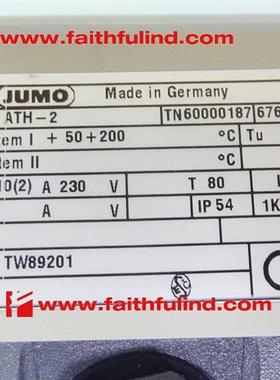 www.faithfulind.com
JUMO Made in Germany
ATH-2 TN60000187 676
tem I + 50+200 °C Tu
tem II °C
10(2) A 230 V T 80
A V IP 54 1K
TW89201
www.faithfulind.com